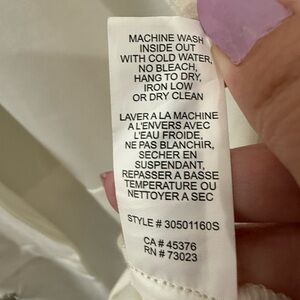 MACHINE WASH
INSIDE OUT
WITH COLD WATER,
NO BLEACH,
HANG TO DRY,
IRON LOW
OR DRY CLEAN
LAVER A LA MACHINE
A L'ENVERS AVEC
L'EAU FROIDE,
NE PAS BLANCHIR,
SECHER EN
SUSPENDANT,
REPASSER A BASSE
TEMPERATURE OU
NETTOYER A SEC
STYLE # 30501160S
CA # 45376
RN # 73023